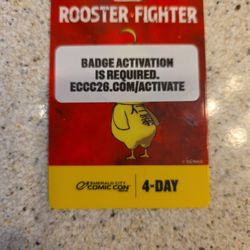 ROOSTER FIGHTER
BADGE ACTIVATION
IS REQUIRED.
ECCC26.COM/ACTIVATE
EMERALD CITY
COMIC CON
4-DAY